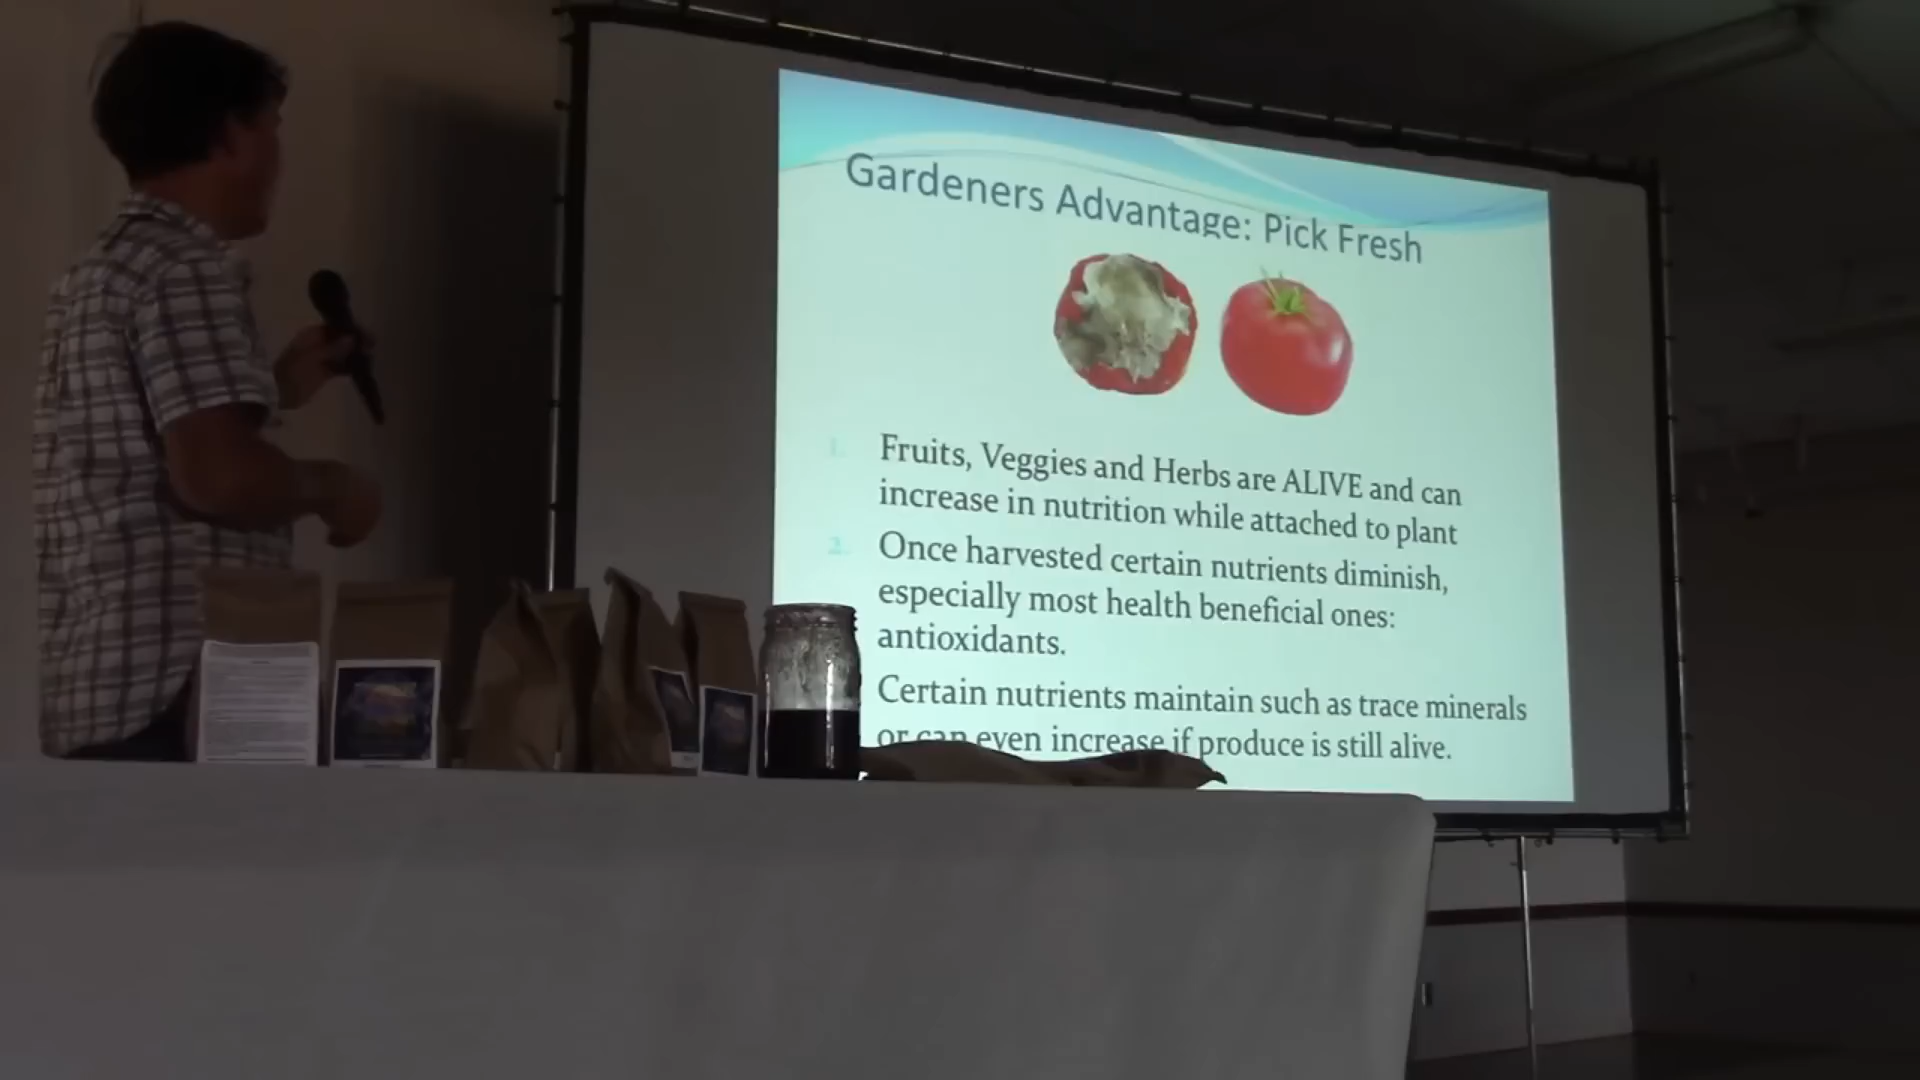 Gardeners Advantage: Pick Fresh
1. Fruits, Veggies and Herbs are ALIVE and can
increase in nutrition while attached to plant
2. Once harvested certain nutrients diminish,
especially most health beneficial ones:
antioxidants.
Certain nutrients maintain such as trace minerals
or can even increase if produce is still alive.